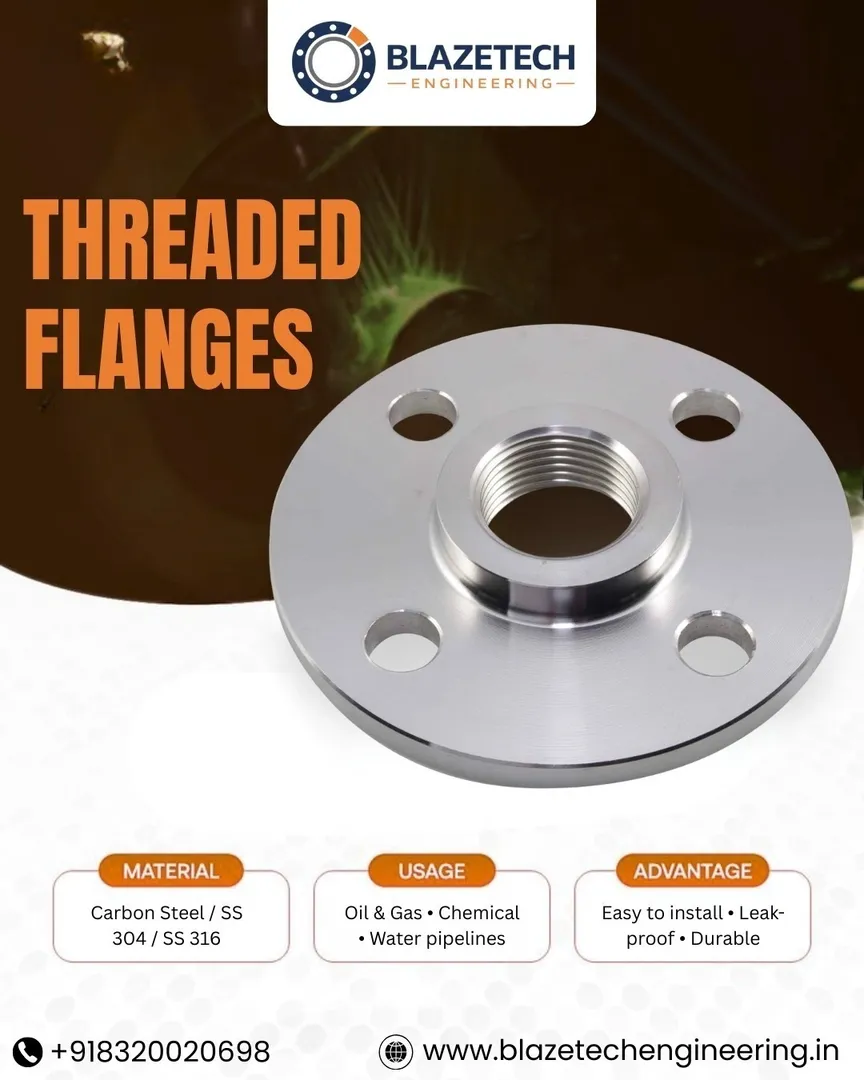 BLAZETECH
ENGINEERING
THREADED
FLANGES
MATERIAL
Carbon Steel / SS
304 / SS 316
USAGE
Oil & Gas • Chemical
• Water pipelines
ADVANTAGE
Easy to install • Leak-
proof • Durable
+918320020698
www.blazetechengineering.in